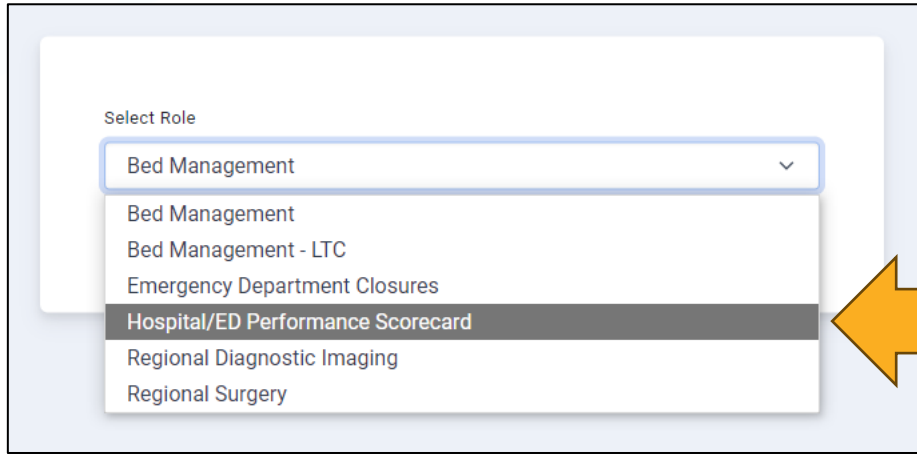 Select Role
Bed Management
Bed Management
Bed Management - LTC
Emergency Department Closures
Hospital/ED Performance Scorecard
Regional Diagnostic Imaging
Regional Surgery